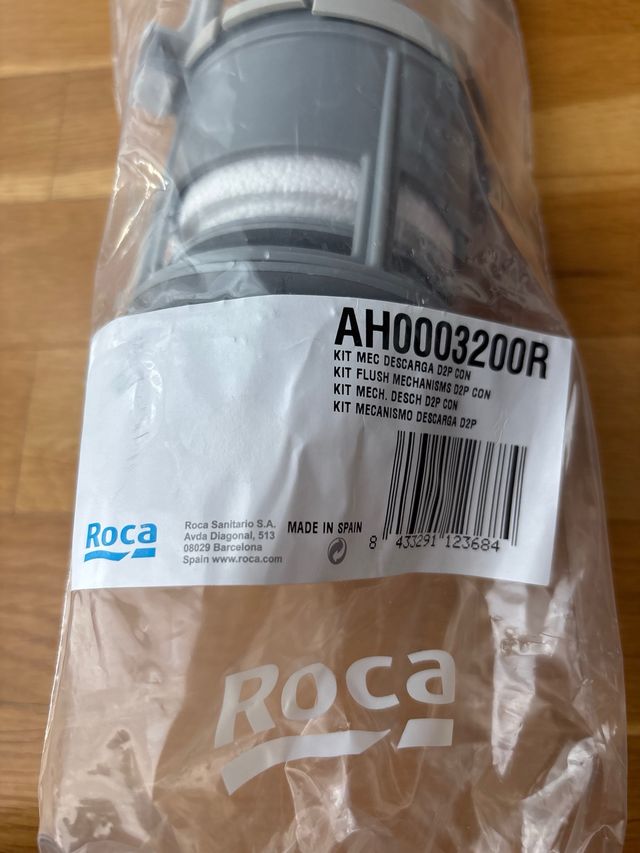 AH0003200R
KIT MEC DESCARGA D2P CON
KIT FLUSH MECHANISMS D2P CON
KIT MECH. DESCH D2P CON
KIT MECANISMO DESCARGA D2P
Roca
Roca Sanitario S.A.
Avda Diagonal, 513
08029 Barcelona
Spain www.roca.com
MADE IN SPAIN
8 433291 123684
Roca